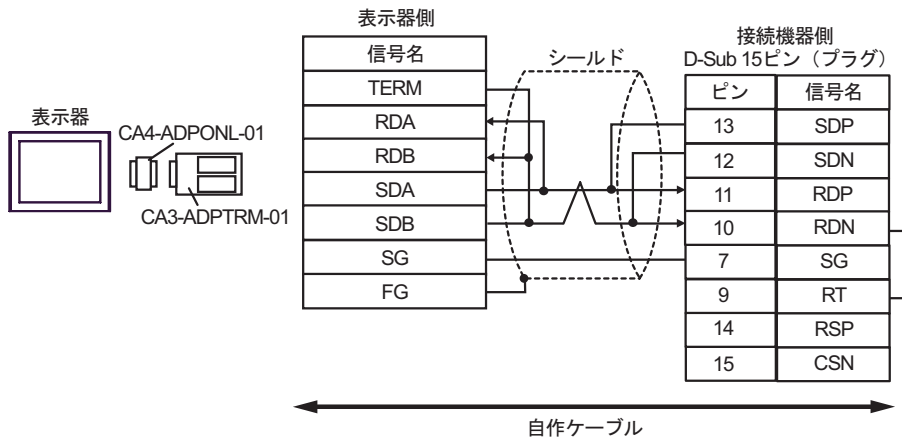 表示器
CA4-ADPONL-01
CA3-ADPTRM-01
表示器側
信号名
TERM
RDA
RDB
SDA
SDB
SG
FG
シールド
接続機器側
D-Sub 15ピン（プラグ）
ピン 信号名
13 SDP
12 SDN
11 RDP
10 RDN
7 SG
9 RT
14 RSP
15 CSN
自作ケーブル